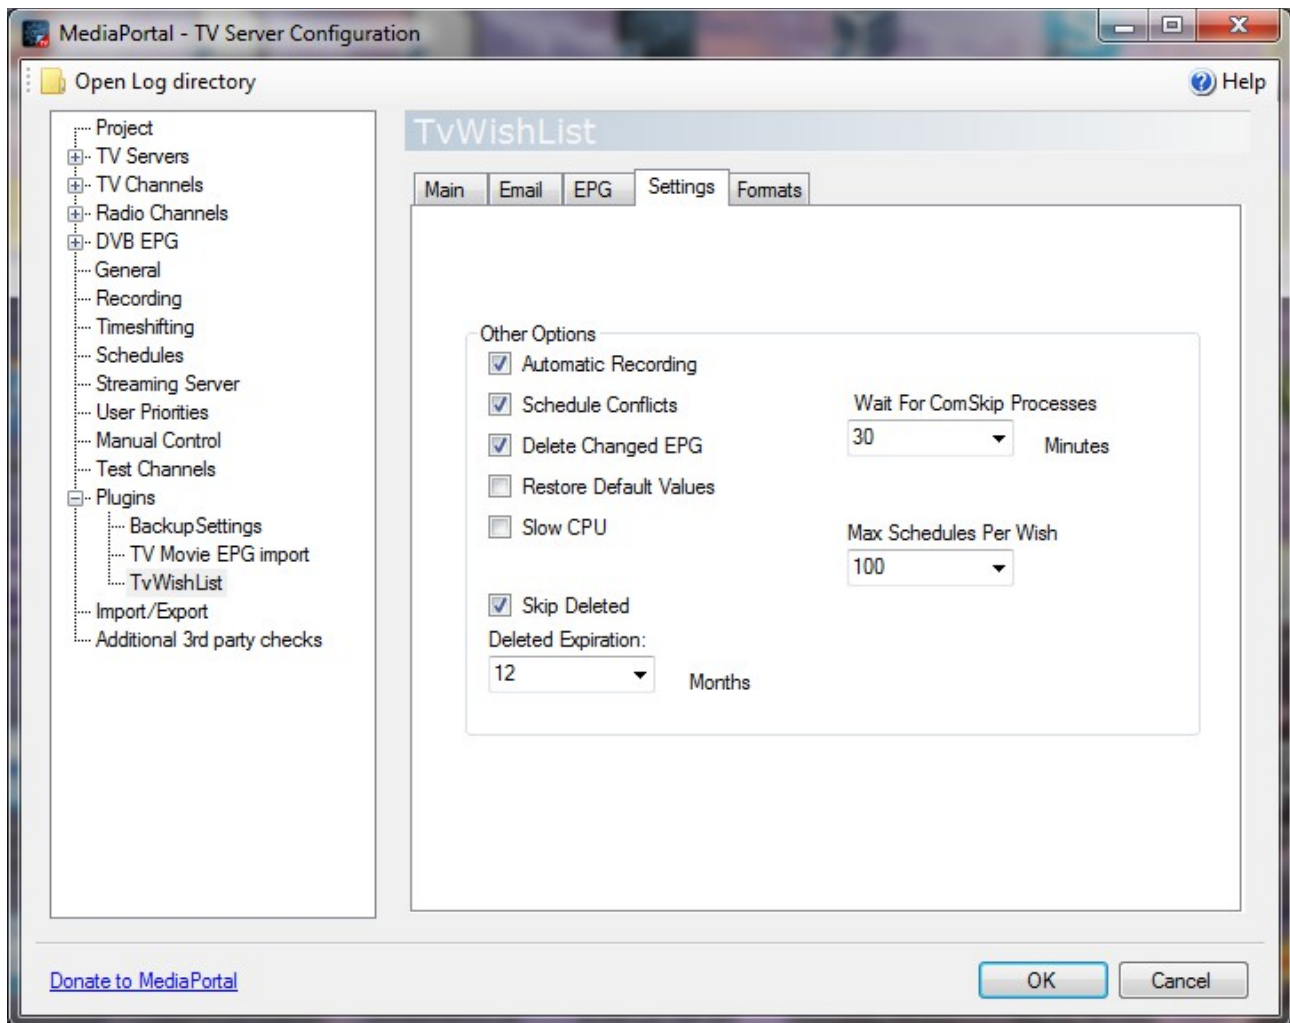 MediaPortal - TV Server Configuration
Open Log directory
Help
Project
TV Servers
TV Channels
Radio Channels
DVB EPG
General
Recording
Timeshifting
Schedules
Streaming Server
User Priorities
Manual Control
Test Channels
Plugins
BackupSettings
TV Movie EPG import
TvWishList
Import/Export
Additional 3rd party checks
TvWishList
Main Email EPG Settings Formats
Other Options
Automatic Recording
Schedule Conflicts
Delete Changed EPG
Restore Default Values
Slow CPU
Skip Deleted
Deleted Expiration:
12 Months
Wait For ComSkip Processes
30 Minutes
Max Schedules Per Wish
100
Donate to MediaPortal
OK Cancel